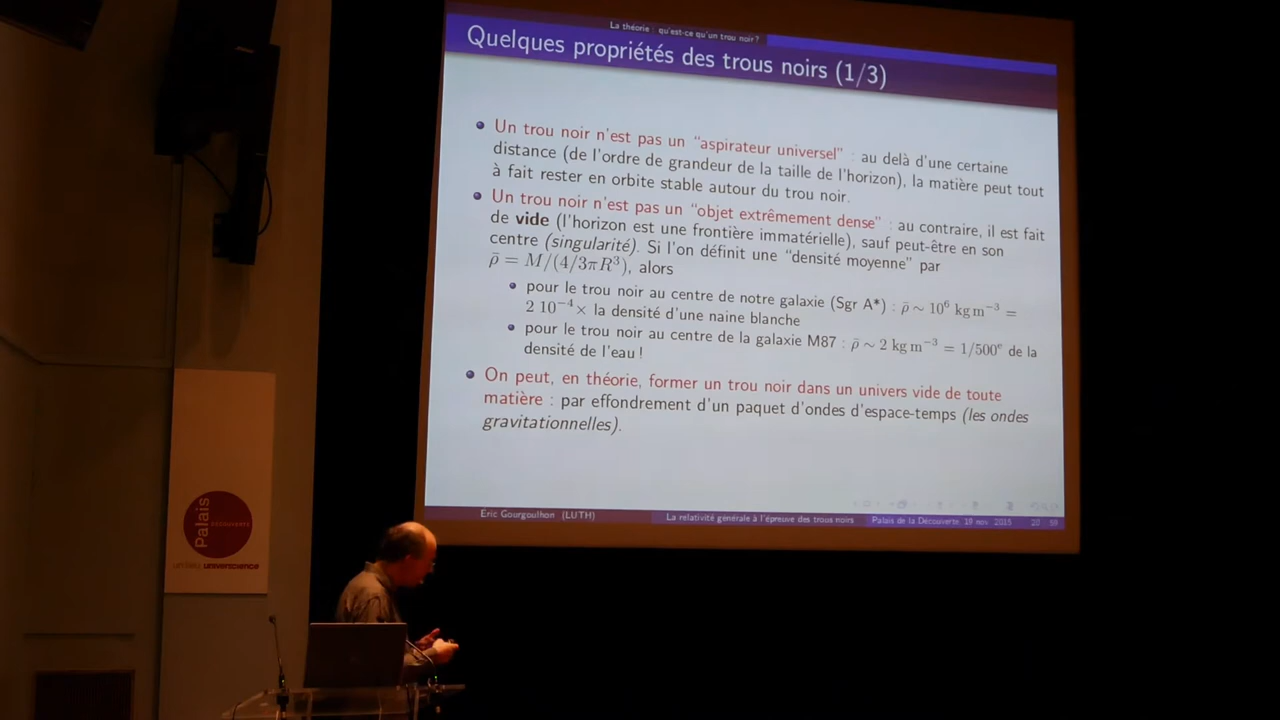 La théorie : qu'est-ce qu'un trou noir ?
Quelques propriétés des trous noirs (1/3)
Un trou noir n'est pas un “aspirateur universel” : au delà d'une certaine
distance (de l'ordre de grandeur de la taille de l'horizon), la matière peut tout
à fait rester en orbite stable autour du trou noir.
Un trou noir n'est pas un “objet extrêmement dense” : au contraire, il est fait
de vide (l'horizon est une frontière immatérielle), sauf peut-être en son
centre (singularité). Si l'on définit une “densité moyenne” par
ρ̄ = M/(4/3πR³), alors
pour le trou noir au centre de notre galaxie (Sgr A*) : ρ̄ ∼ 10⁶ kg m⁻³ =
2 10⁻⁴× la densité d'une naine blanche
pour le trou noir au centre de la galaxie M87 : ρ̄ ∼ 2 kg m⁻³ = 1/500ᵉ de la
densité de l'eau !
On peut, en théorie, former un trou noir dans un univers vide de toute
matière : par effondrement d'un paquet d'ondes d'espace-temps (les ondes
gravitationnelles).
Éric Gourgoulhon (LUTH) La relativité générale à l'épreuve des trous noirs Palais de la Découverte, 19 nov. 2015 20 59
Palais
DÉCOUVERTE
universcience